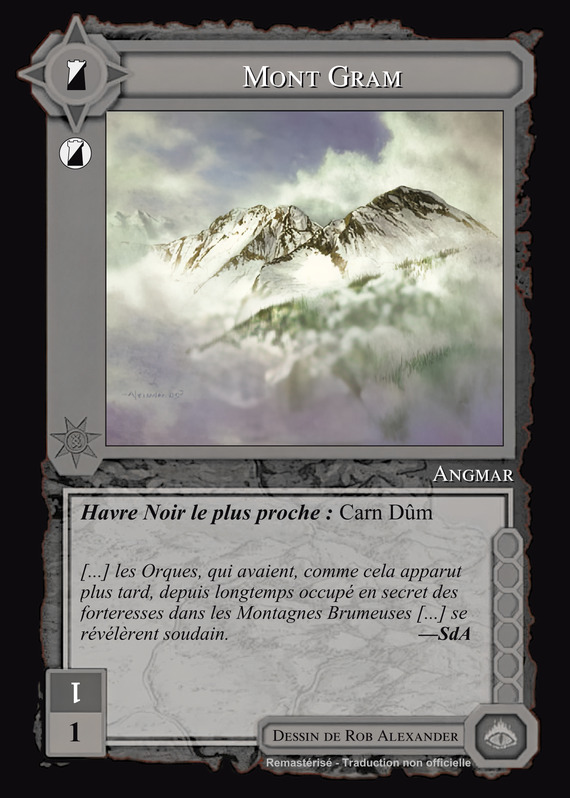 MONT GRAM
ANGMAR
Havre Noir le plus proche : Carn Dûm
[...] les Orques, qui avaient, comme cela apparut
plus tard, depuis longtemps occupé en secret des
forteresses dans les Montagnes Brumeuses [...] se
révélèrent soudain. —SdA
1
1
DESSIN DE ROB ALEXANDER
Remastérisé - Traduction non officielle